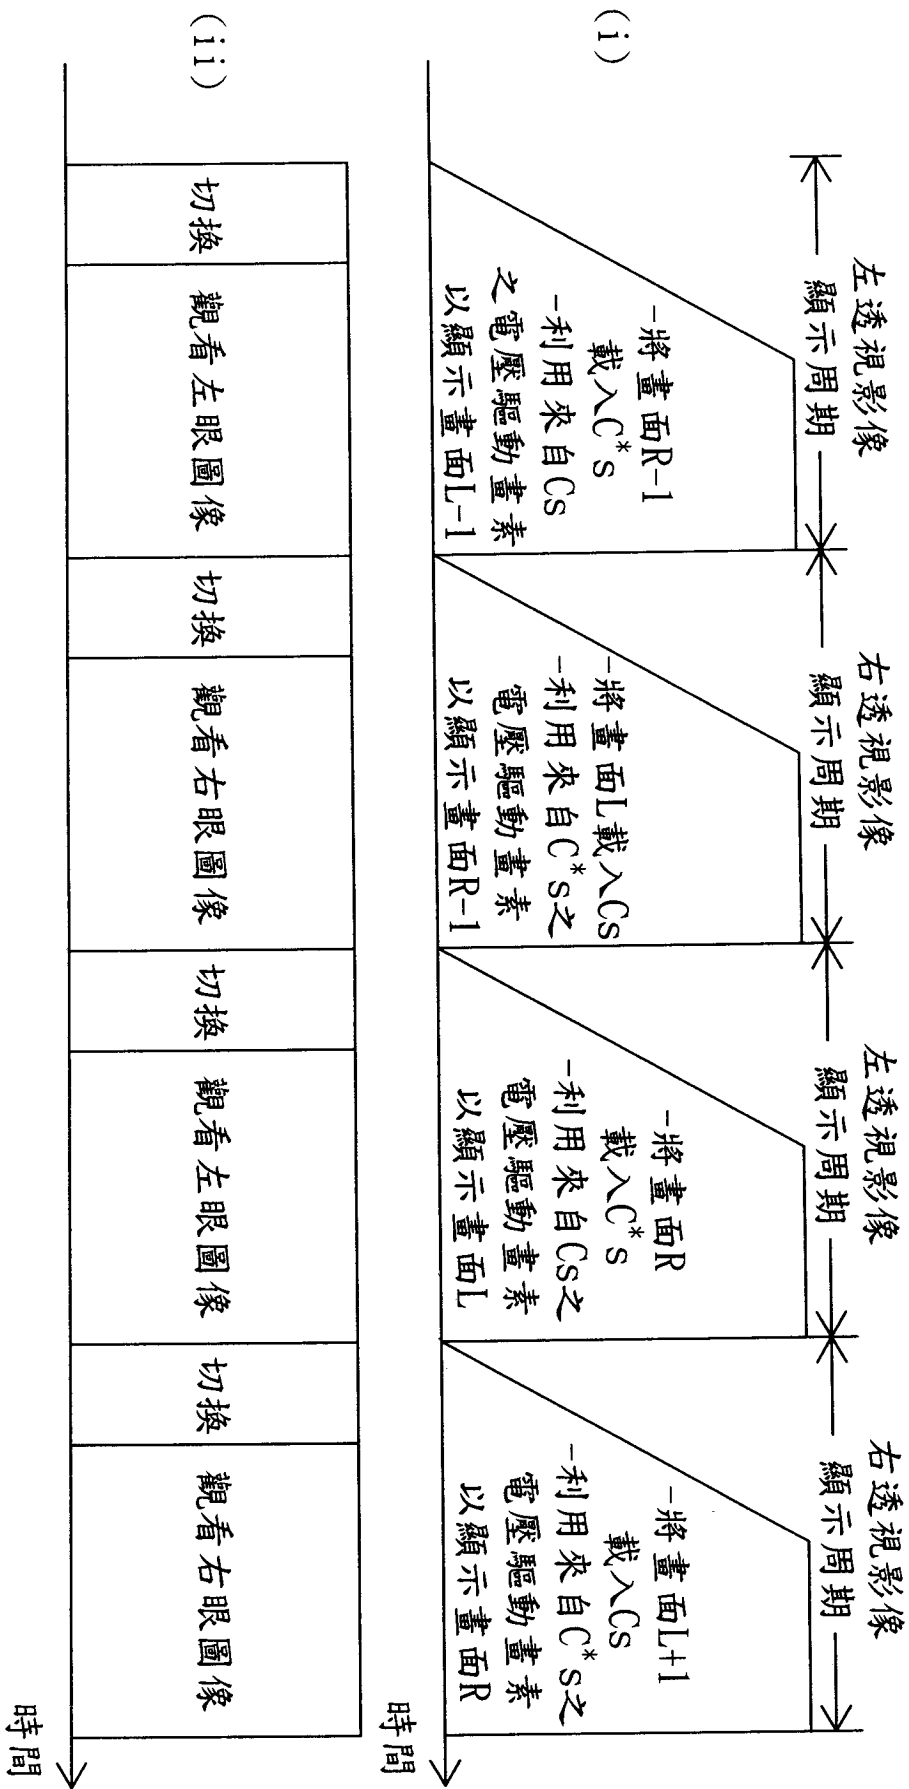 (i)
左透視影像
顯示周期
-將畫面R-1
載入C*s
-利用來自Cs
之電壓驅動畫素
以顯示畫面L-1
右透視影像
顯示周期
-將畫面L載入Cs
-利用來自C*s之
電壓驅動畫素
以顯示畫面R-1
左透視影像
顯示周期
-將畫面R
載入C*s
-利用來自Cs之
電壓驅動畫素
以顯示畫面L
右透視影像
顯示周期
-將畫面L+1
載入Cs
-利用來自C*s之
電壓驅動畫素
以顯示畫面R
時間
(ii)
切換
觀看左眼圖像
切換
觀看右眼圖像
切換
觀看左眼圖像
切換
觀看右眼圖像
時間